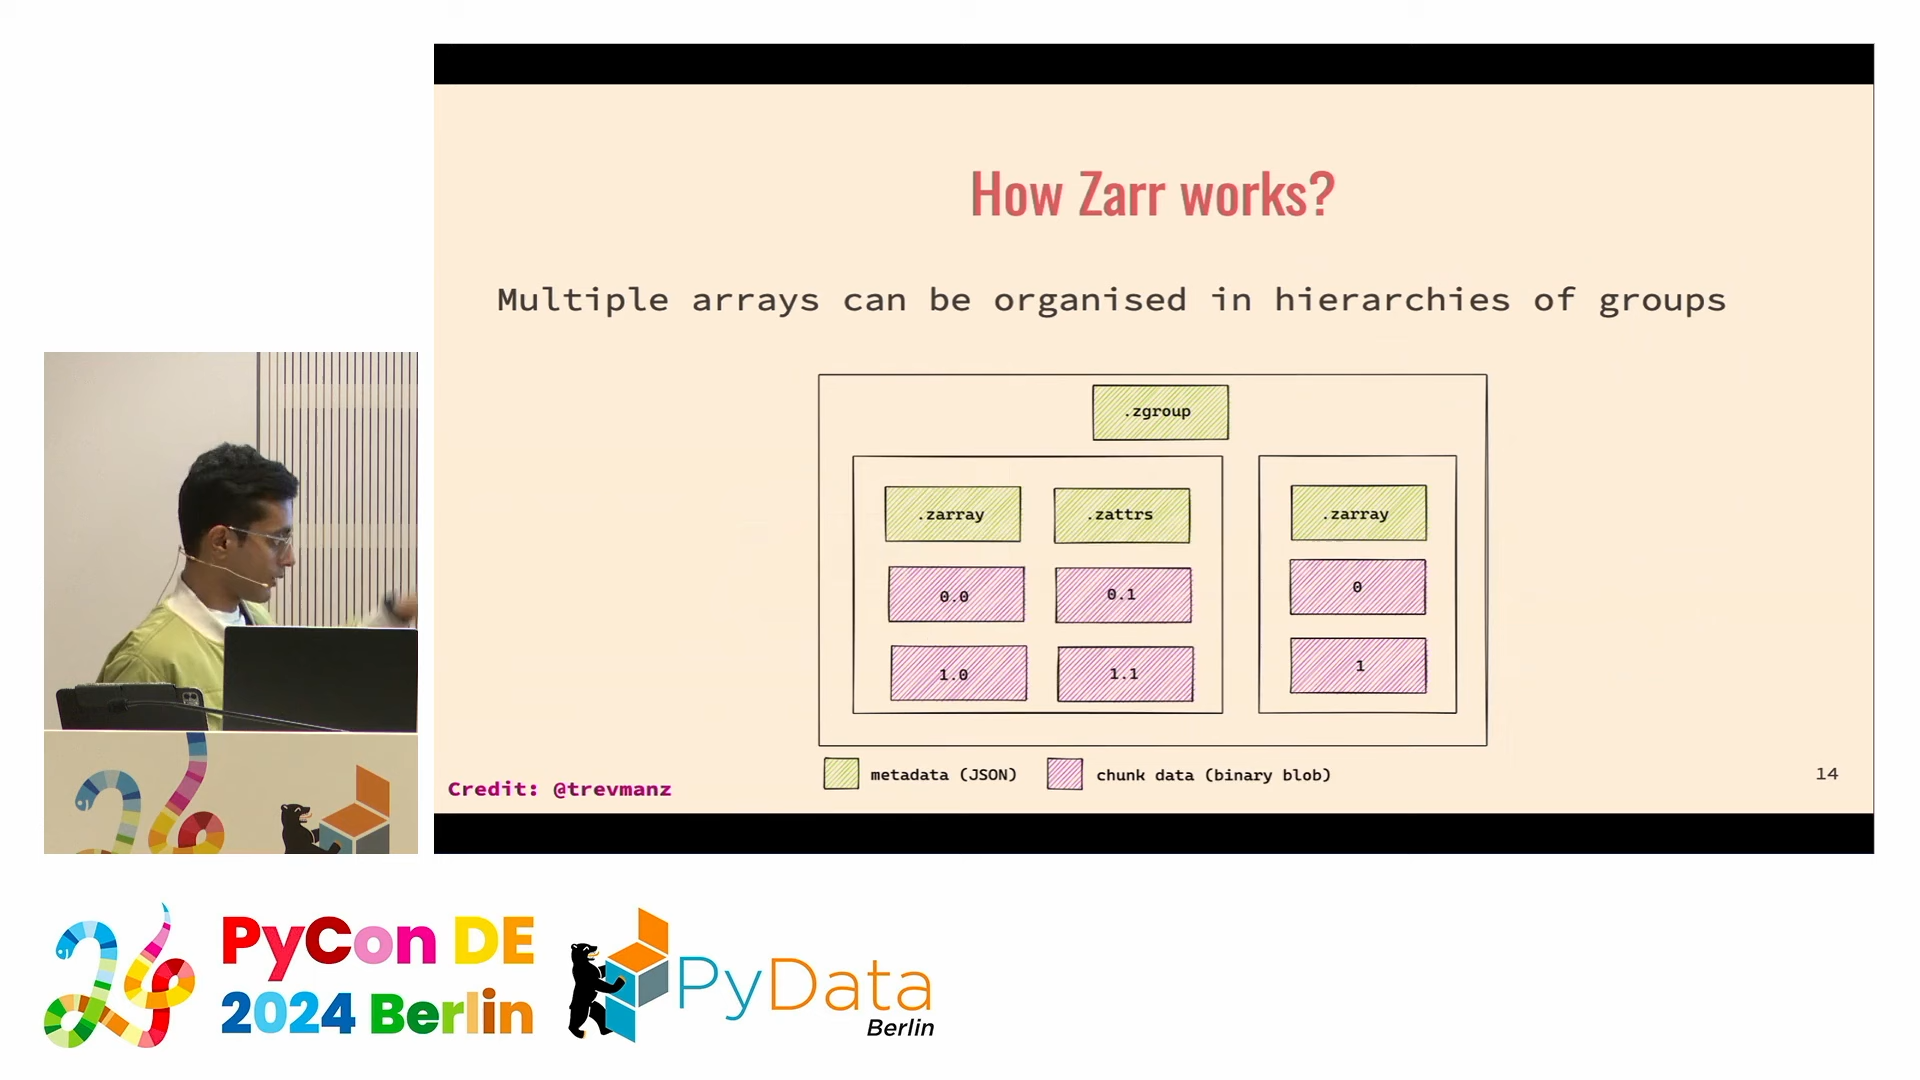 How Zarr works?
Multiple arrays can be organised in hierarchies of groups
.zgroup
.zarray
.zattrs
.zarray
0.0
0.1
0
1.0
1.1
1
metadata (JSON)
chunk data (binary blob)
Credit: @trevmanz
14
PyCon DE
2024 Berlin
PyData
Berlin